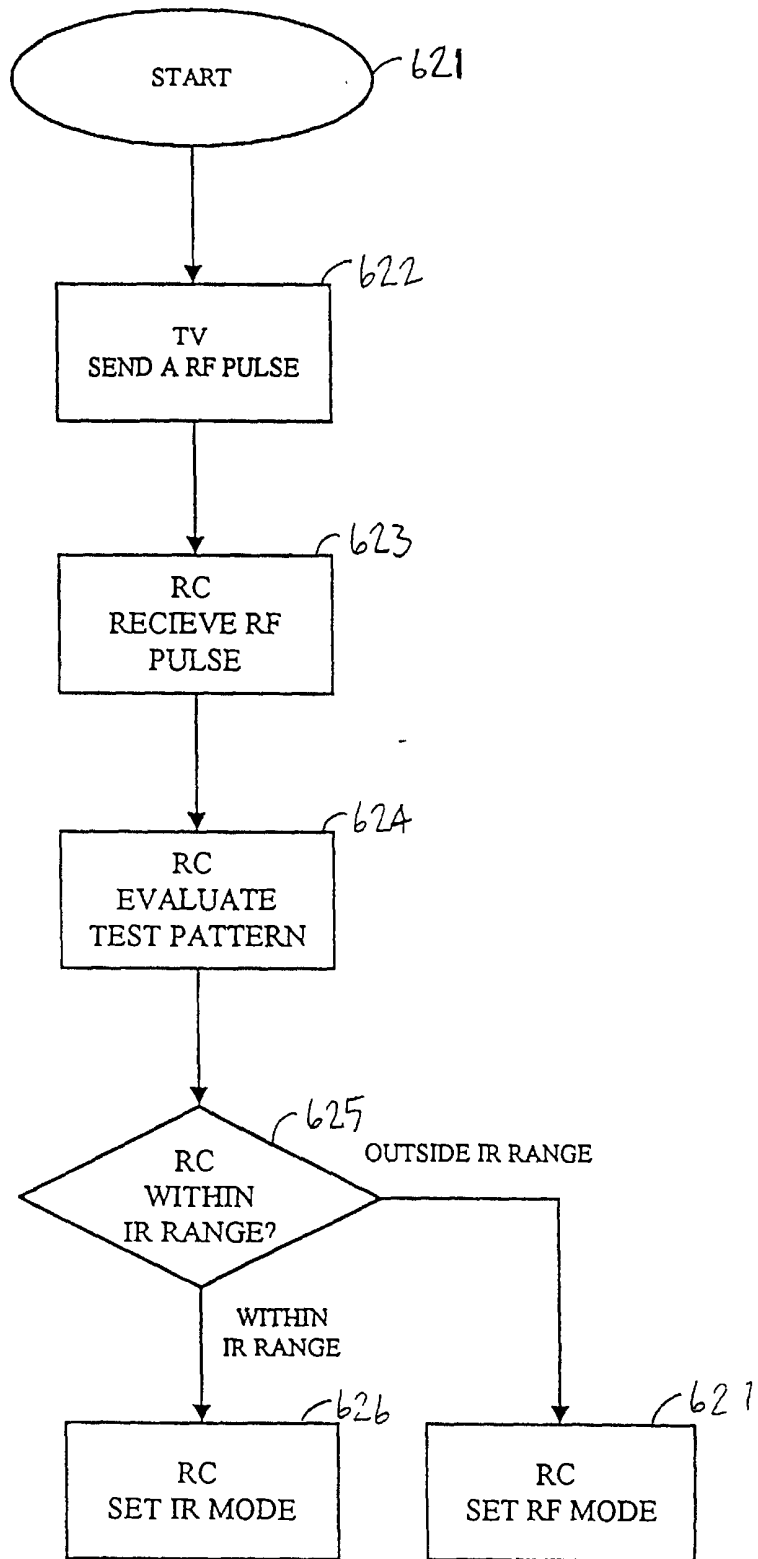 START
621
622
TV
SEND A RF PULSE
623
RC
RECIEVE RF
PULSE
624
RC
EVALUATE
TEST PATTERN
625
RC
WITHIN
IR RANGE?
OUTSIDE IR RANGE
WITHIN
IR RANGE
626
RC
SET IR MODE
627
RC
SET RF MODE